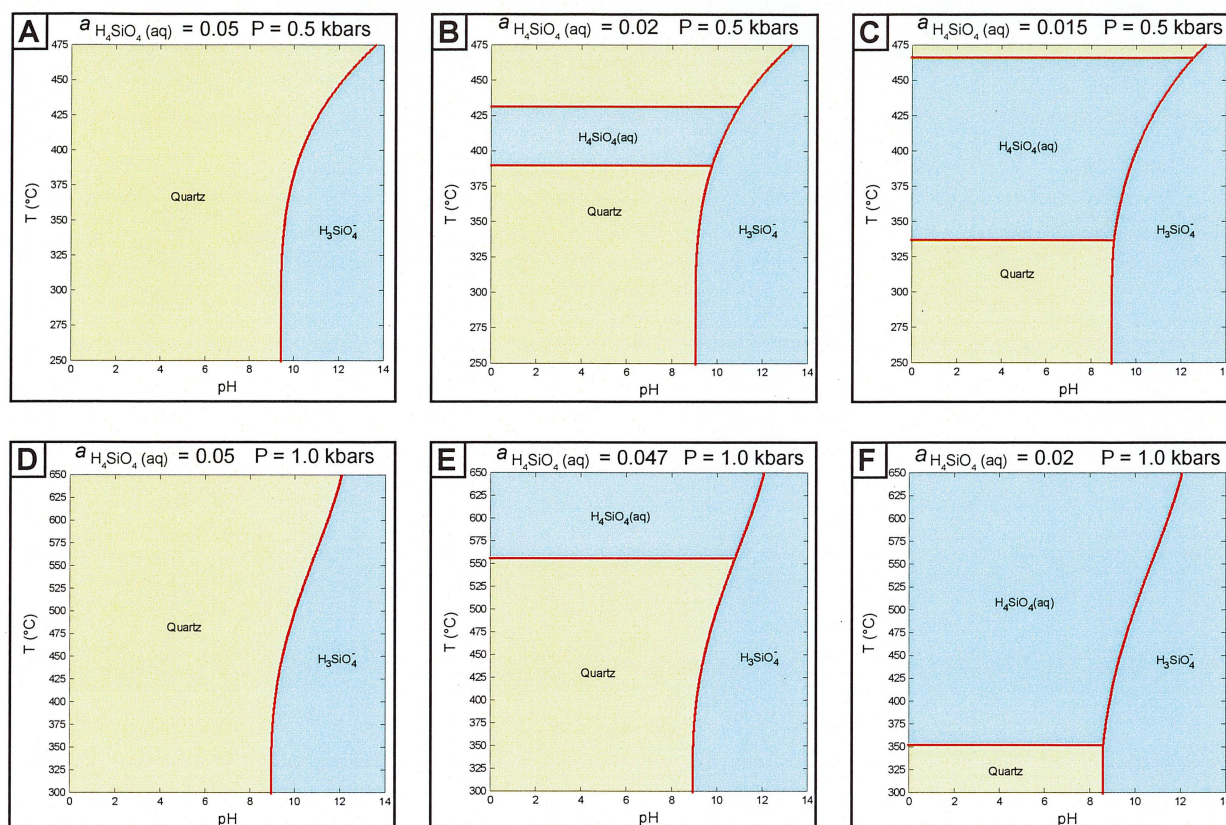 A
a H₄SiO₄ (aq) = 0.05 P = 0.5 kbars
475
450
425
400
375
350
325
300
275
250
T (°C)
Quartz
H₃SiO₄⁻
0 2 4 6 8 10 12 14
pH
B
a H₄SiO₄ (aq) = 0.02 P = 0.5 kbars
475
450
425
400
375
350
325
300
275
250
T (°C)
H₄SiO₄(aq)
Quartz
H₃SiO₄⁻
0 2 4 6 8 10 12 14
pH
C
a H₄SiO₄ (aq) = 0.015 P = 0.5 kbars
475
450
425
400
375
350
325
300
275
250
T (°C)
H₄SiO₄(aq)
H₃SiO₄⁻
Quartz
0 2 4 6 8 10 12 14
pH
D
a H₄SiO₄ (aq) = 0.05 P = 1.0 kbars
650
625
600
575
550
525
500
475
450
425
400
375
350
325
300
T (°C)
Quartz
H₃SiO₄⁻
0 2 4 6 8 10 12 14
pH
E
a H₄SiO₄ (aq) = 0.047 P = 1.0 kbars
650
625
600
575
550
525
500
475
450
425
400
375
350
325
300
T (°C)
H₄SiO₄(aq)
H₃SiO₄⁻
Quartz
0 2 4 6 8 10 12 14
pH
F
a H₄SiO₄ (aq) = 0.02 P = 1.0 kbars
650
625
600
575
550
525
500
475
450
425
400
375
350
325
300
T (°C)
H₄SiO₄(aq)
H₃SiO₄⁻
Quartz
0 2 4 6 8 10 12 14
pH